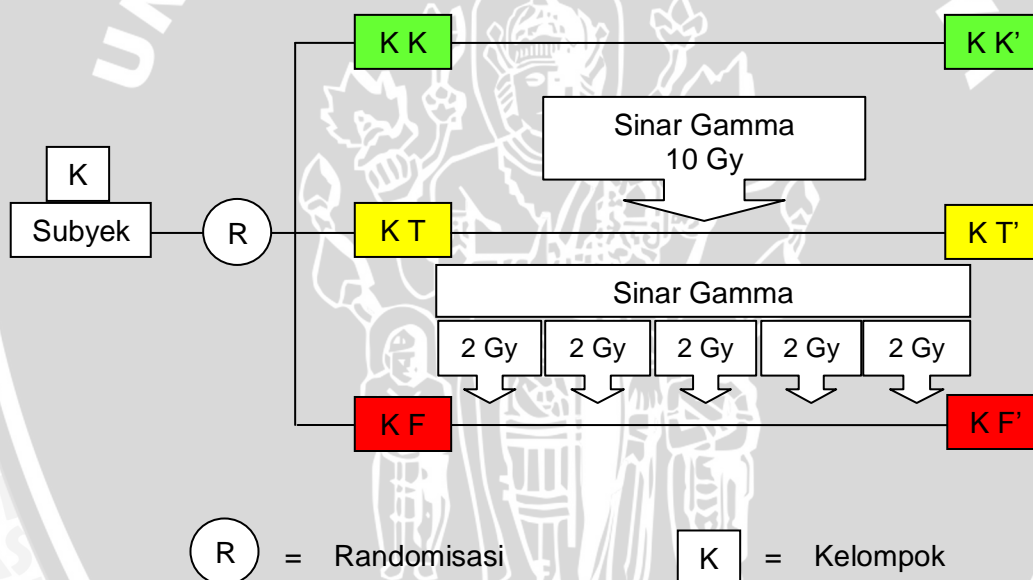 K K
K K’
Sinar Gamma
10 Gy
K
Subyek
R
K T
K T’
Sinar Gamma
2 Gy
2 Gy
2 Gy
2 Gy
2 Gy
K F
K F’
R = Randomisasi
K = Kelompok